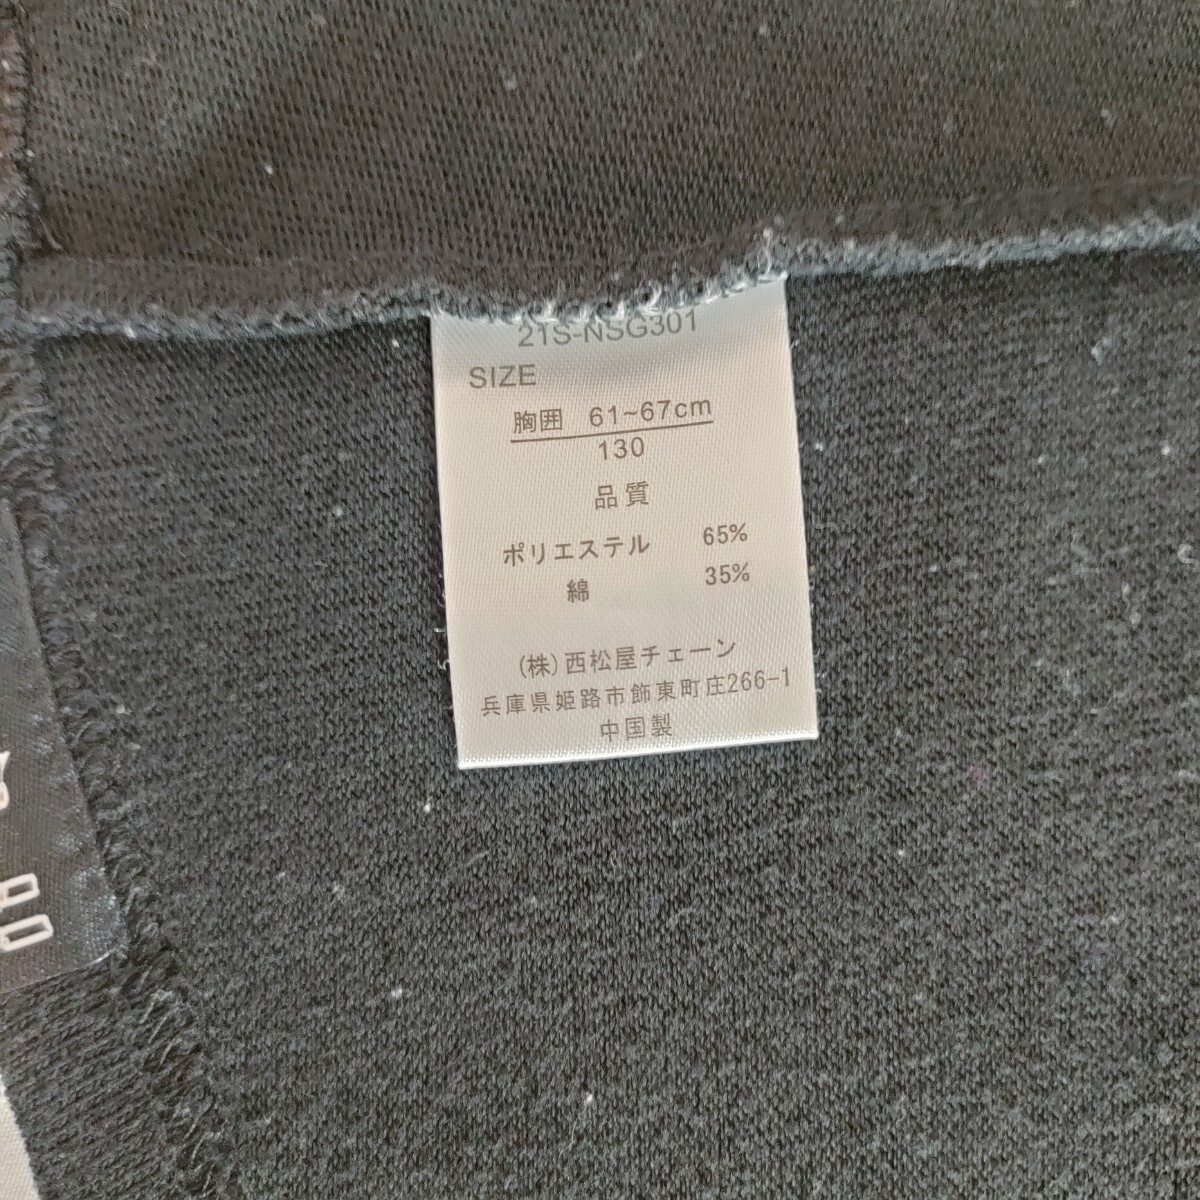 21S-NSG301
SIZE
胸囲 61~67cm
130
品質
ポリエステル 65%
綿 35%
(株)西松屋チェーン
兵庫県姫路市飾東町庄266-1
中国製